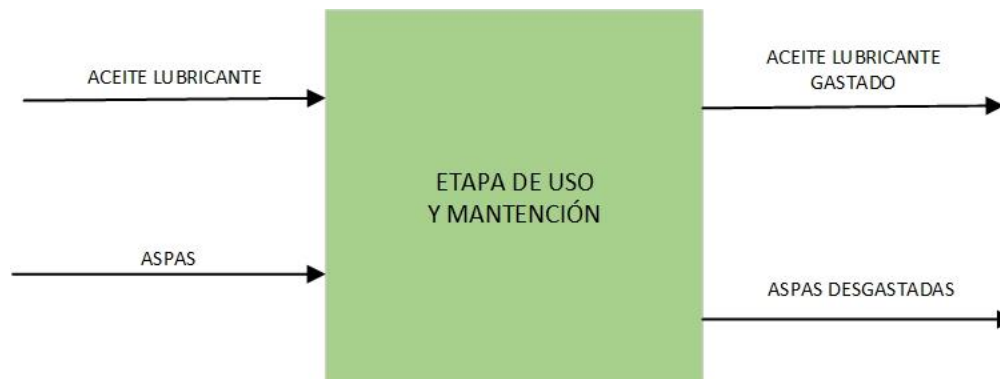 ACEITE LUBRICANTE
ACEITE LUBRICANTE
GASTADO
ETAPA DE USO
Y MANTENCIÓN
ASPAS
ASPAS DESGASTADAS